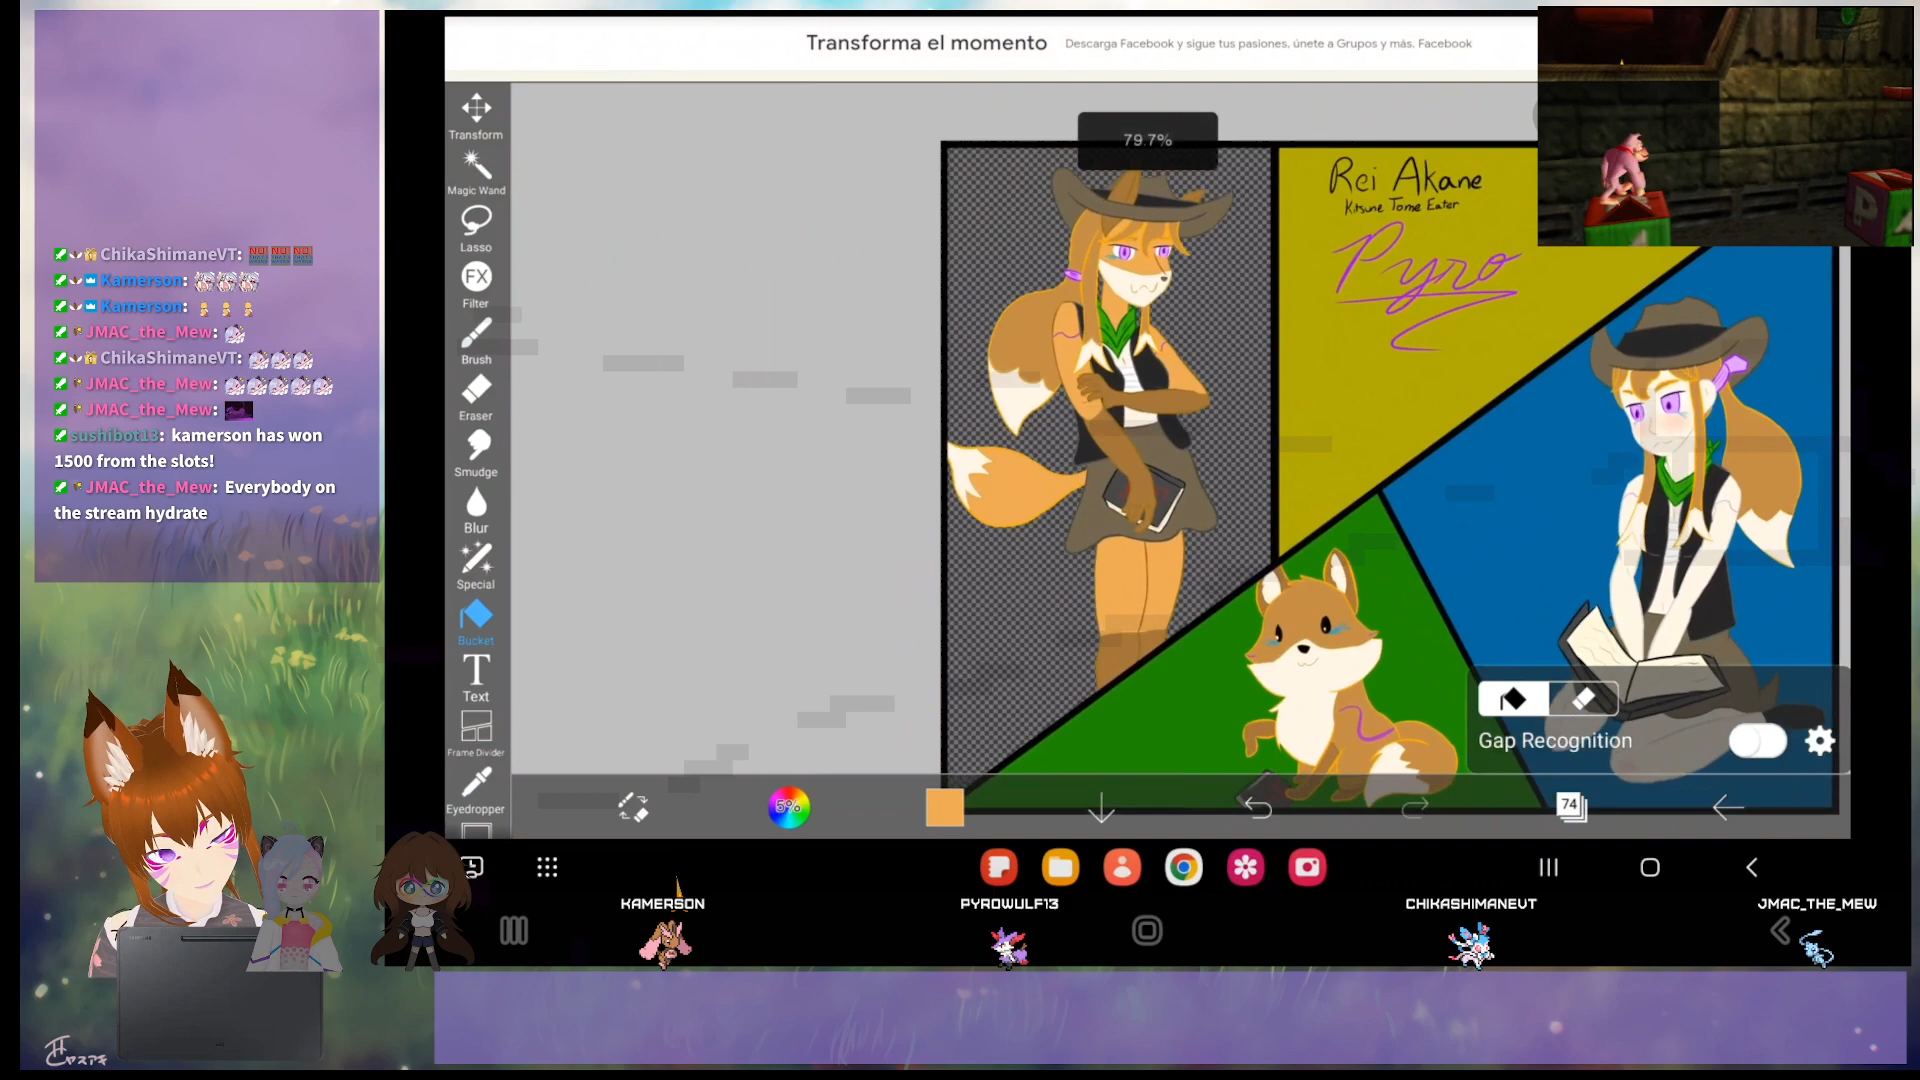 ChikaShimaneVT:
Kamerson:
Kamerson:
JMAC_the_Mew:
ChikaShimaneVT:
JMAC_the_Mew:
JMAC_the_Mew:
sushibot13: kamerson has won
1500 from the slots!
JMAC_the_Mew: Everybody on
the stream hydrate
Transforma el momento
Descarga Facebook y sigue tus pasiones, únete a Grupos y más. Facebook
Transform
Magic Wand
Lasso
FX
Filter
Brush
Eraser
Smudge
Blur
Special
Bucket
T
Text
Frame Divider
Eyedropper
79.7%
Rei Akane
Kitsune Tome Eater
Pyro
Gap Recognition
5%
74
KAMERSON
PYROWULF13
CHIKASHIMANEVT
JMAC_THE_MEW